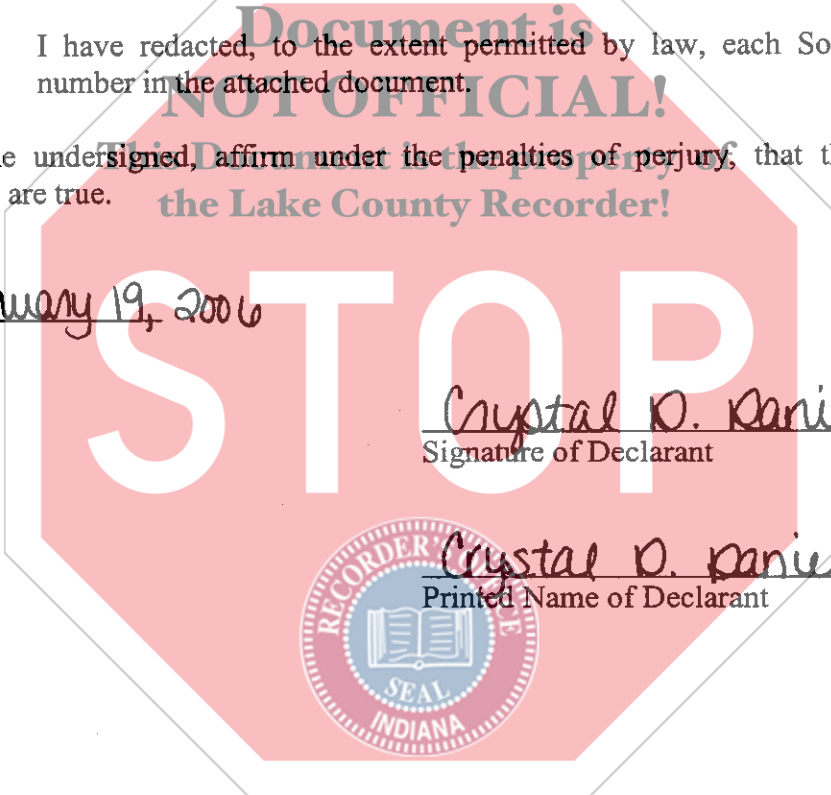 Document is
I have redacted, to the extent permitted by law, each So
number in the attached document.
NOT OFFICIAL!
This Document is the property of
e undersigned, affirm under the penalties of perjury, that t
are true.
the Lake County Recorder!
nuary 19, 2006
STOP
Crystal D. Dani
Signature of Declarant
Crystal D. Danie
Printed Name of Declarant
RECORDER'S OFFICE
SEAL
INDIANA